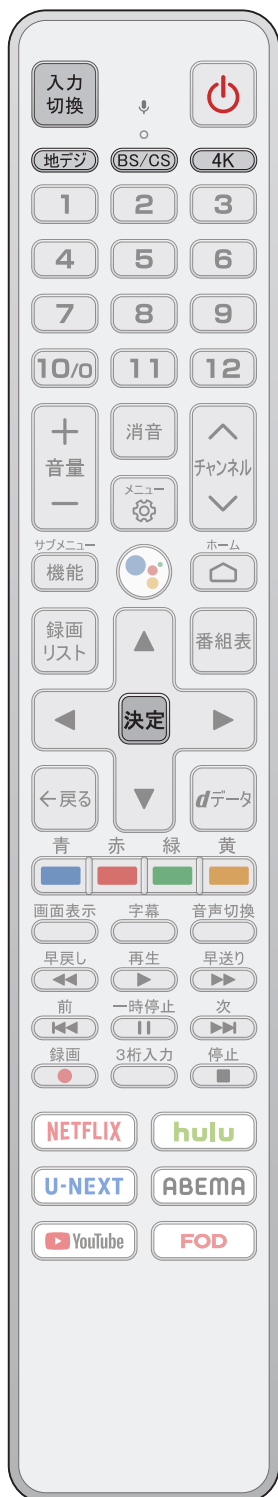 入力
切換
地デジ BS/CS 4K
1 2 3
4 5 6
7 8 9
10/0 11 12
＋ 消音
音量 チャンネル
－ メニュー
サブメニュー ホーム
機能
録画
リスト
番組表
決定
←戻る dデータ
青 赤 緑 黄
画面表示 字幕 音声切換
早戻し 再生 早送り
前 一時停止 次
録画 3桁入力 停止
NETFLIX hulu
U-NEXT ABEMA
YouTube FOD